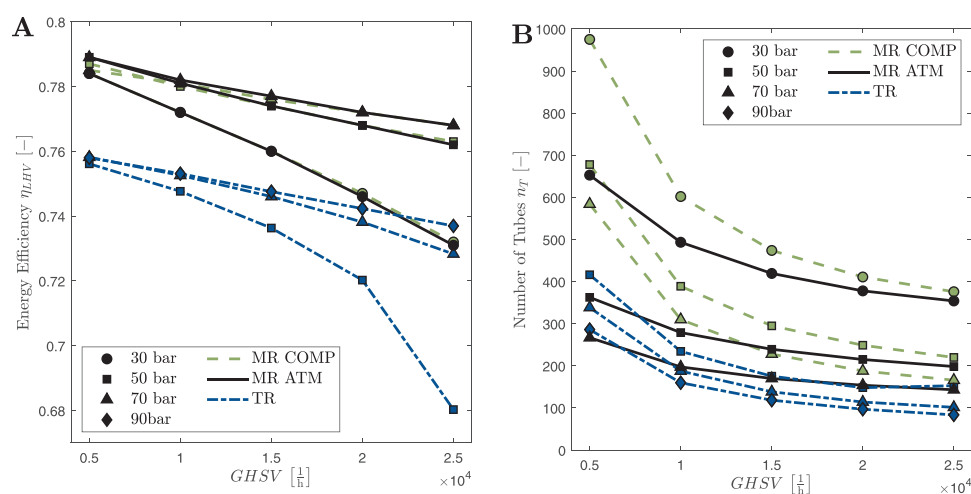 A
Energy Efficiency η_LHV [−]
0.8
0.78
0.76
0.74
0.72
0.7
0.68
30 bar
50 bar
70 bar
90bar
MR COMP
MR ATM
TR
0.5 1 1.5 2 2.5
GHSV [1/h]
×10⁴
B
Number of Tubes n_T [−]
1000
900
800
700
600
500
400
300
200
100
0
30 bar
50 bar
70 bar
90bar
MR COMP
MR ATM
TR
0.5 1 1.5 2 2.5
GHSV [1/h]
×10⁴